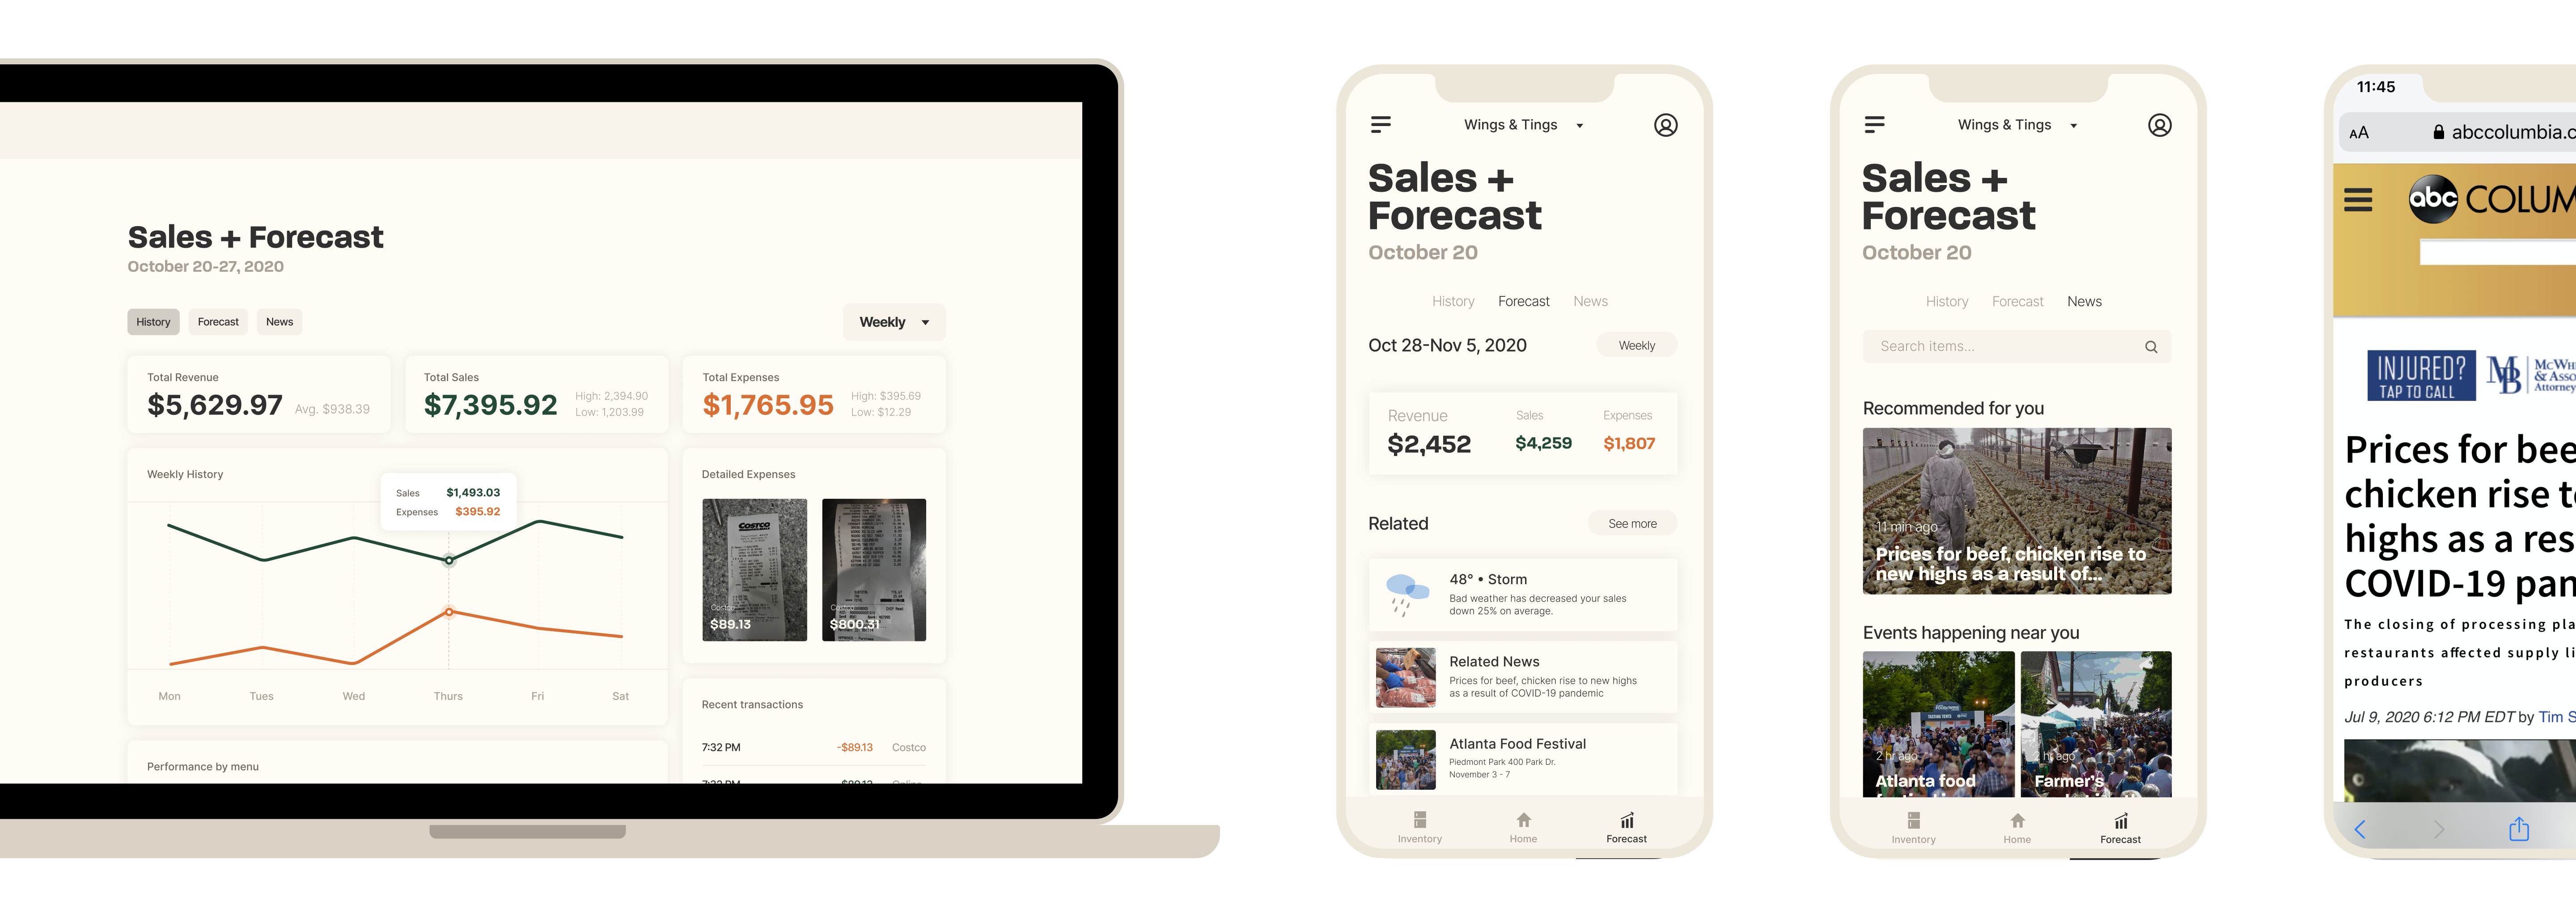 Sales + Forecast
October 20-27, 2020
History
Forecast
News
Weekly
Total Revenue
$5,629.97
Avg. $938.39
Total Sales
$7,395.92
High: 2,394.90
Low: 1,203.99
Total Expenses
$1,765.95
High: $395.69
Low: $12.29
Weekly History
Sales $1,493.03
Expenses $395.92
Mon
Tues
Wed
Thurs
Fri
Sat
Performance by menu
Detailed Expenses
COSTCO
Costco
$89.13
Costco
$800.31
Recent transactions
7:32 PM -$89.13 Costco
Wings & Tings
Sales +
Forecast
October 20
History
Forecast
News
Oct 28-Nov 5, 2020
Weekly
Revenue
$2,452
Sales
$4,259
Expenses
$1,807
Related
See more
48° • Storm
Bad weather has decreased your sales
down 25% on average.
Related News
Prices for beef, chicken rise to new highs
as a result of COVID-19 pandemic
Atlanta Food Festival
Piedmont Park 400 Park Dr.
November 3 - 7
Inventory
Home
Forecast
Wings & Tings
Sales +
Forecast
October 20
History
Forecast
News
Search items...
Recommended for you
11 min ago
Prices for beef, chicken rise to
new highs as a result of...
Events happening near you
2 hr ago
Atlanta food
2 hr ago
Farmer's
Inventory
Home
Forecast
11:45
AA
abccolumbia.c
abc COLUM
INJURED?
TAP TO CALL
MB
McWh
& Asso
Attorney
Prices for bee
chicken rise to
highs as a res
COVID-19 pan
The closing of processing pla
restaurants affected supply li
producers
Jul 9, 2020 6:12 PM EDT by Tim S